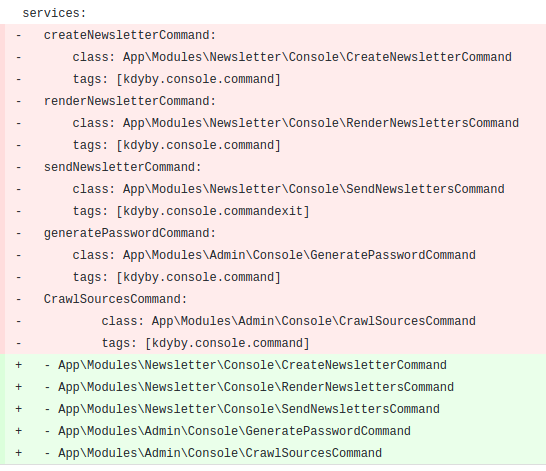 services:
-   createNewsletterCommand:
-       class: App\Modules\Newsletter\Console\CreateNewsletterCommand
-       tags: [kdyby.console.command]
-   renderNewsletterCommand:
-       class: App\Modules\Newsletter\Console\RenderNewslettersCommand
-       tags: [kdyby.console.command]
-   sendNewsletterCommand:
-       class: App\Modules\Newsletter\Console\SendNewslettersCommand
-       tags: [kdyby.console.commandexit]
-   generatePasswordCommand:
-       class: App\Modules\Admin\Console\GeneratePasswordCommand
-       tags: [kdyby.console.command]
-   CrawlSourcesCommand:
-           class: App\Modules\Admin\Console\CrawlSourcesCommand
-           tags: [kdyby.console.command]
+   - App\Modules\Newsletter\Console\CreateNewsletterCommand
+   - App\Modules\Newsletter\Console\RenderNewslettersCommand
+   - App\Modules\Newsletter\Console\SendNewslettersCommand
+   - App\Modules\Admin\Console\GeneratePasswordCommand
+   - App\Modules\Admin\Console\CrawlSourcesCommand